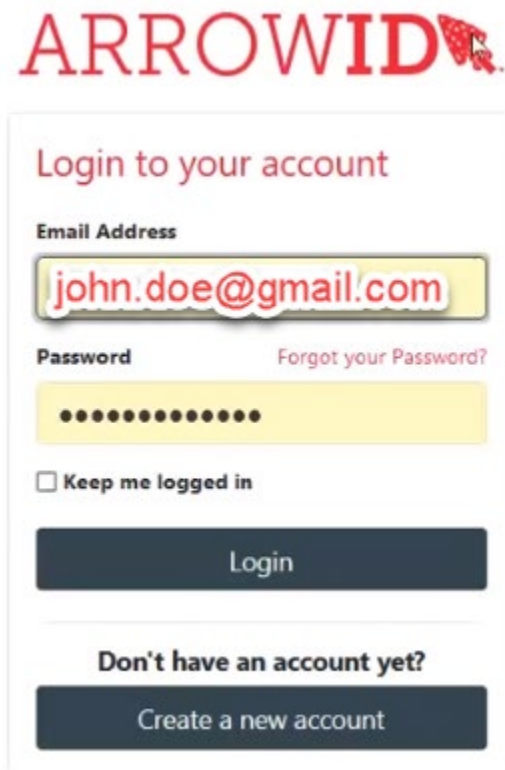 ARROWID
Login to your account
Email Address
john.doe@gmail.com
Password Forgot your Password?
Keep me logged in
Login
Don't have an account yet?
Create a new account